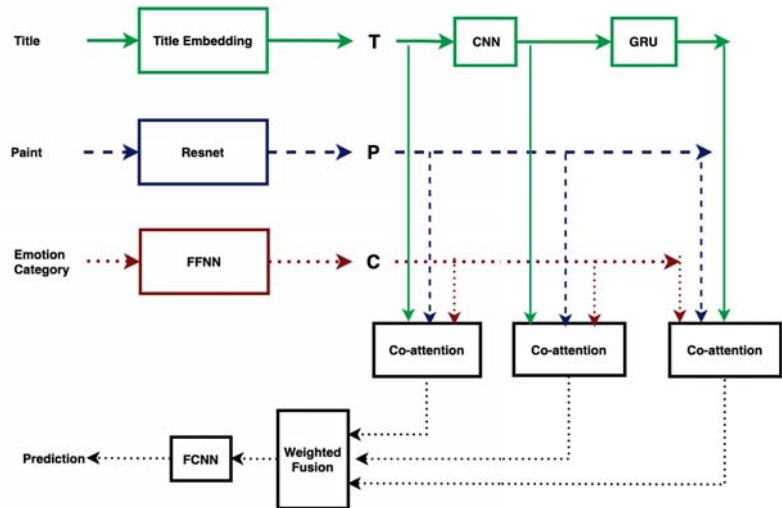 Title
Title Embedding
T
CNN
GRU
Paint
Resnet
P
Emotion
Category
FFNN
C
Co-attention
Co-attention
Co-attention
Prediction
FCNN
Weighted
Fusion